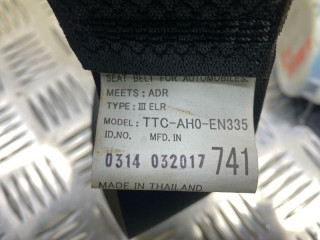 SEAT BELT FOR AUTOMOBILES
MEETS: ADR
TYPE: III ELR
MODEL: TTC-AH0-EN335
ID.NO. MFD. IN
0314 032017 741
MADE IN THAILAND